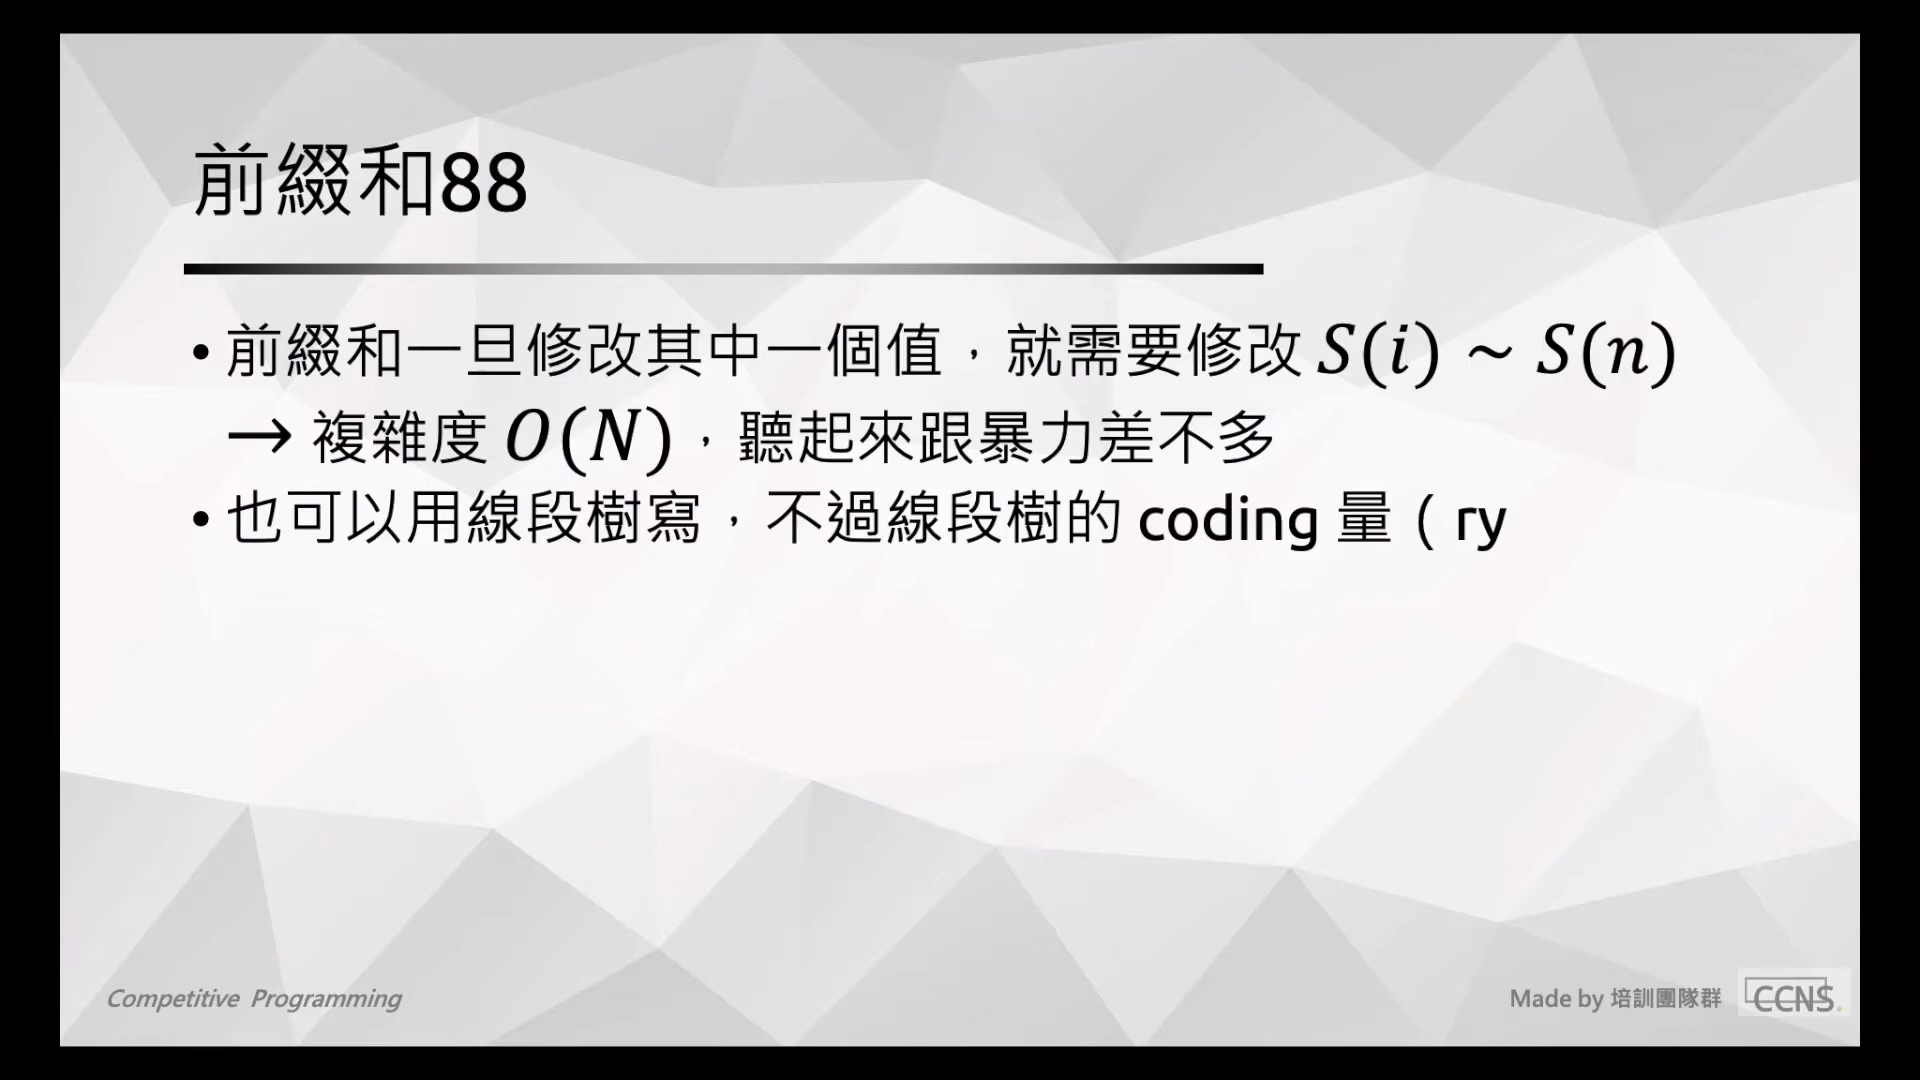 前綴和88
• 前綴和一旦修改其中一個值，就需要修改 S(i) ~ S(n)
→ 複雜度 O(N)，聽起來跟暴力差不多
• 也可以用線段樹寫，不過線段樹的 coding 量（ry
Competitive Programming
Made by 培訓團隊群
CCNS.